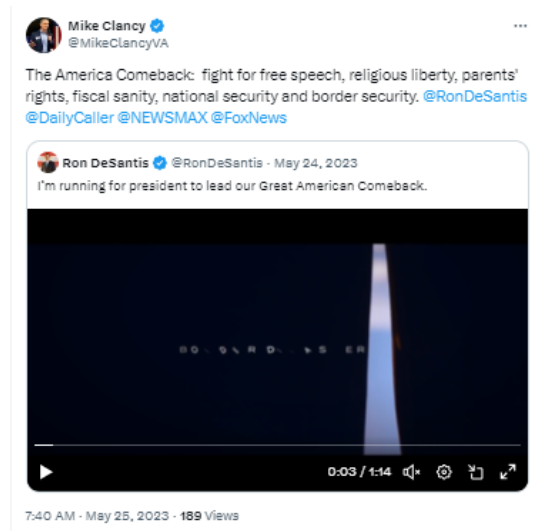 Mike Clancy
@MikeClancyVA
The America Comeback: fight for free speech, religious liberty, parents'
rights, fiscal sanity, national security and border security. @RonDeSantis
@DailyCaller @NEWSMAX @FoxNews
Ron DeSantis @RonDeSantis · May 24, 2023
I'm running for president to lead our Great American Comeback.
0:03 / 1:14
7:40 AM · May 25, 2023 · 189 Views